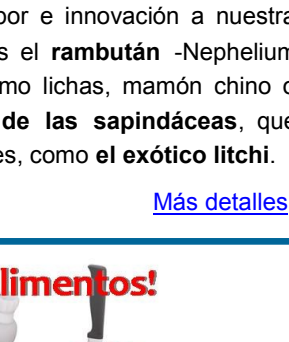 por e innovación a nuestra
s el rambután -Nephelium
mo lichas, mamón chino o
de las sapindáceas, que
es, como el exótico litchi.
Más detalles
limentos!